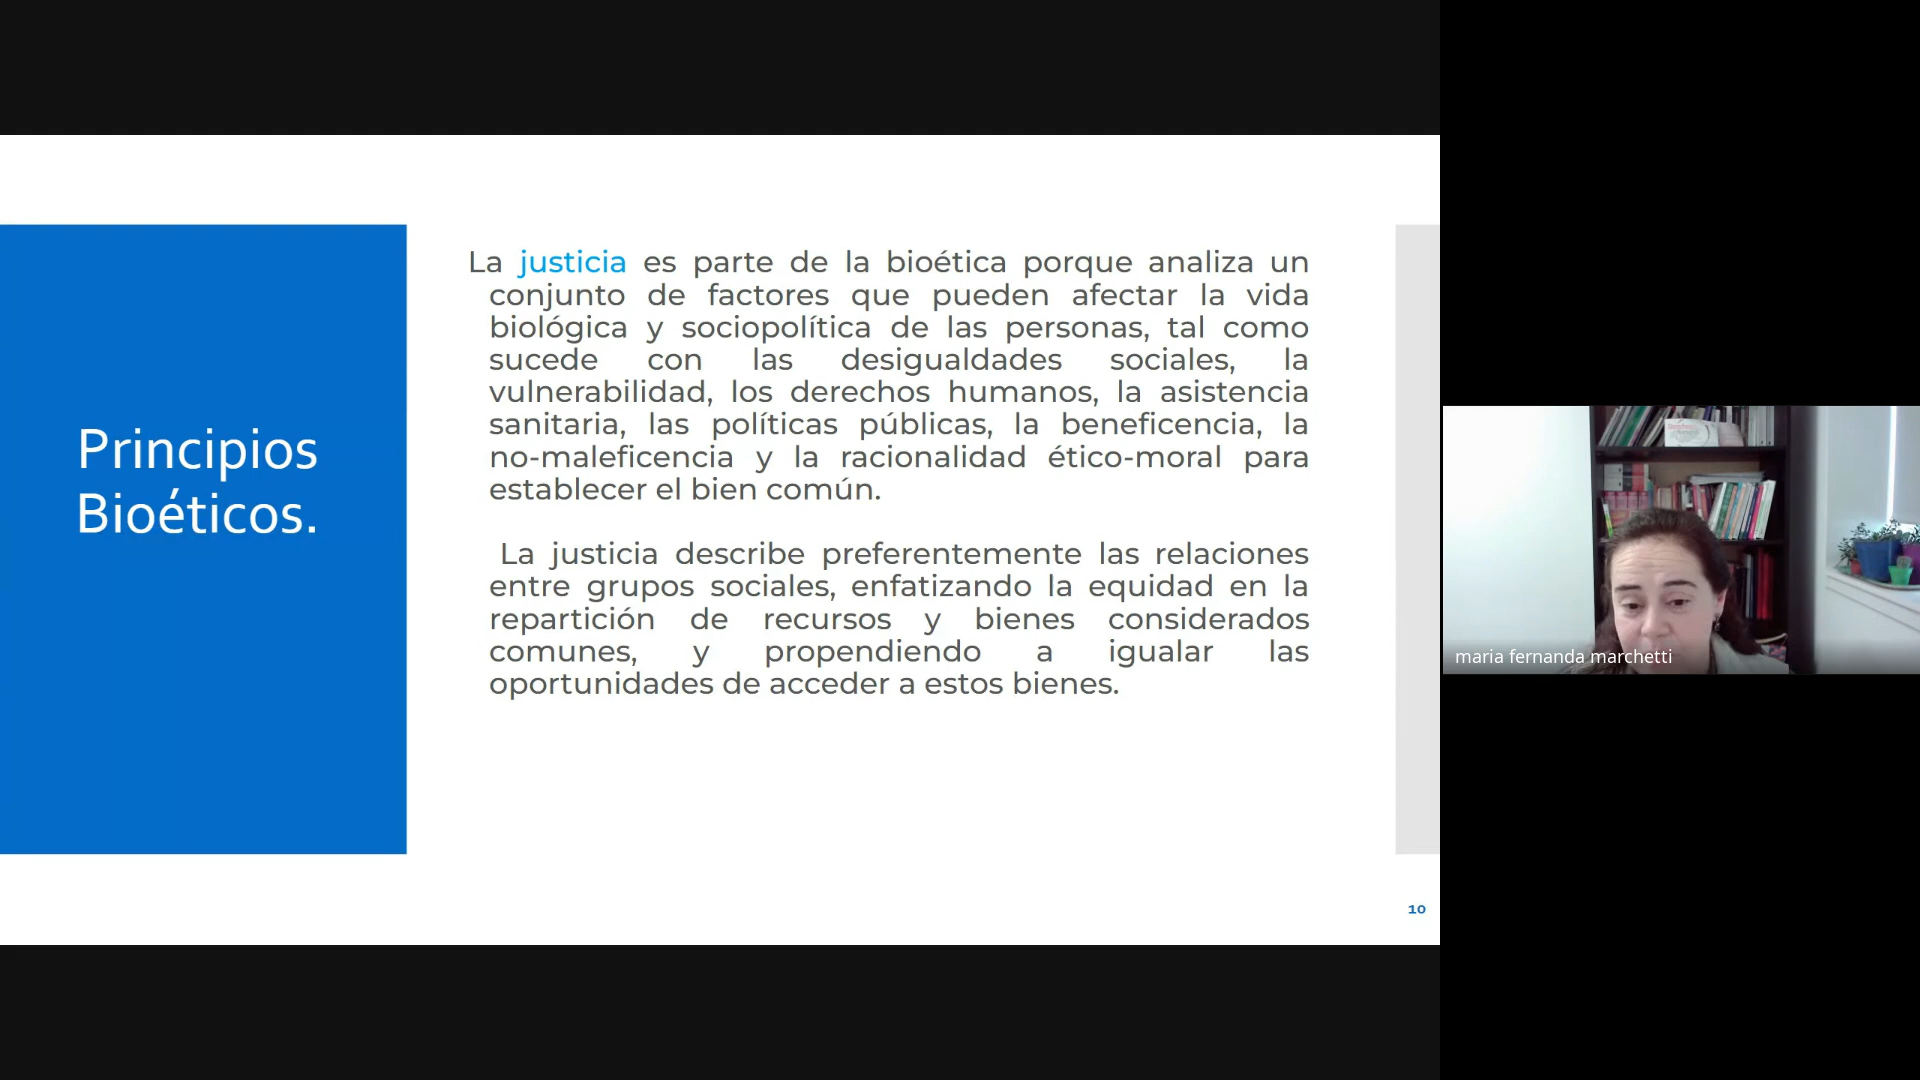 Principios
Bioéticos.
La justicia es parte de la bioética porque analiza un
conjunto de factores que pueden afectar la vida
biológica y sociopolítica de las personas, tal como
sucede con las desigualdades sociales, la
vulnerabilidad, los derechos humanos, la asistencia
sanitaria, las políticas públicas, la beneficencia, la
no-maleficencia y la racionalidad ético-moral para
establecer el bien común.
La justicia describe preferentemente las relaciones
entre grupos sociales, enfatizando la equidad en la
repartición de recursos y bienes considerados
comunes, y propendiendo a igualar las
oportunidades de acceder a estos bienes.
10
maria fernanda marchetti